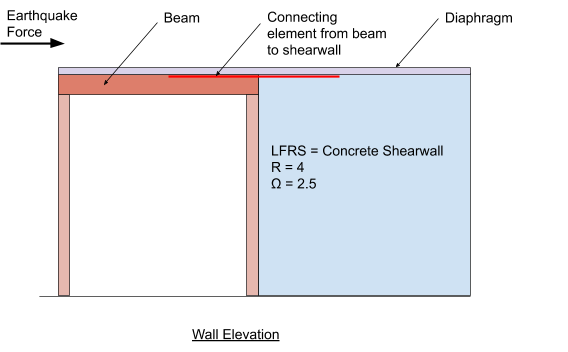 Earthquake
Force
Beam
Connecting
element from beam
to shearwall
Diaphragm
LFRS = Concrete Shearwall
R = 4
Ω = 2.5
Wall Elevation